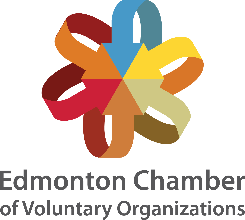 Edmonton Chamber
of Voluntary Organizations